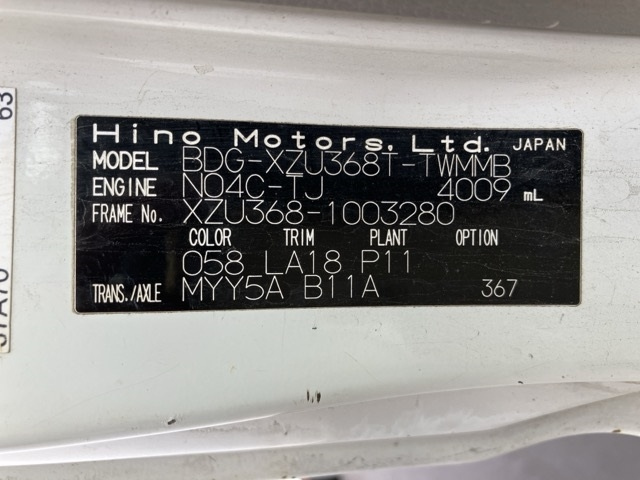 Hino Motors, Ltd. JAPAN
MODEL BDG-XZU368T-TWMMB
ENGINE N04C-TJ 4009 mL
FRAME No. XZU368-1003280
COLOR TRIM PLANT OPTION
058 LA18 P11
TRANS./AXLE MYY5A B11A 367
63